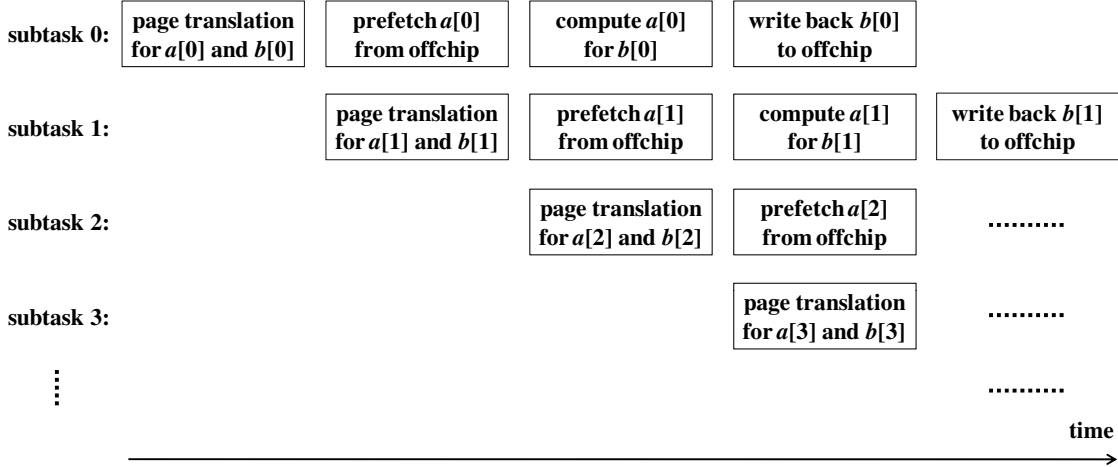 subtask 0:
page translation
for a[0] and b[0]
prefetch a[0]
from offchip
compute a[0]
for b[0]
write back b[0]
to offchip
subtask 1:
page translation
for a[1] and b[1]
prefetch a[1]
from offchip
compute a[1]
for b[1]
write back b[1]
to offchip
subtask 2:
page translation
for a[2] and b[2]
prefetch a[2]
from offchip
..........
subtask 3:
page translation
for a[3] and b[3]
..........
..........
time